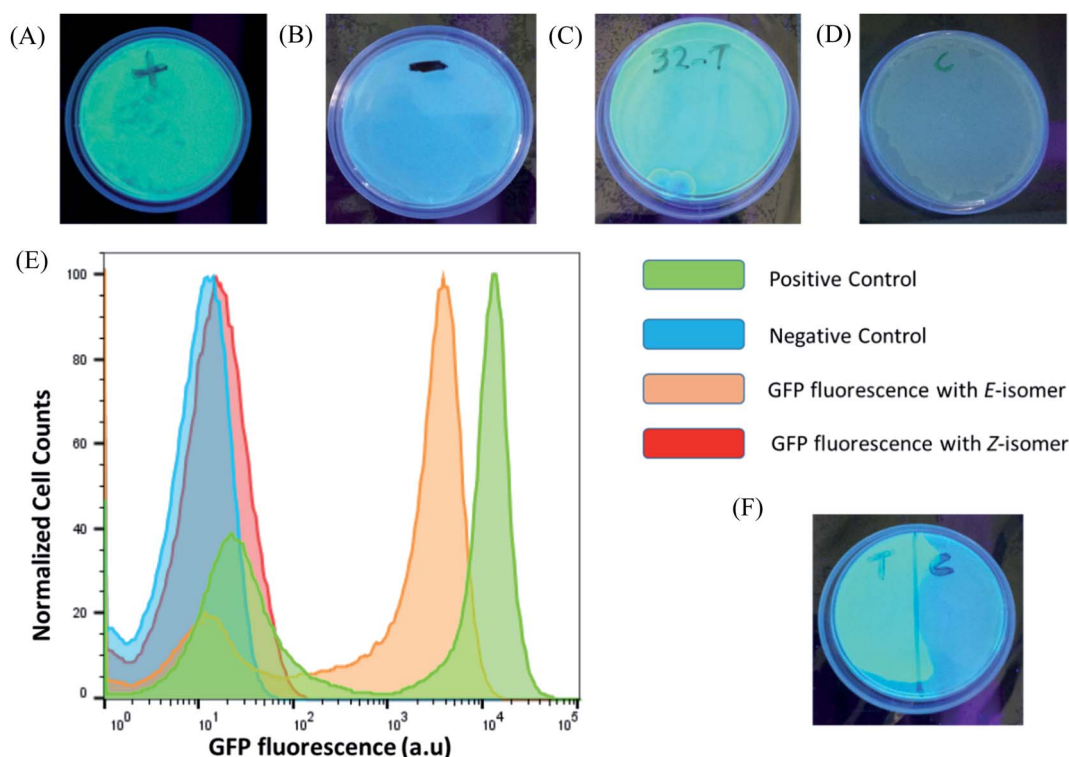 (A)
(B)
(C)
(D)
+
-
32-T
C
(E)
100
80
60
40
20
0
10^0
10^1
10^2
10^3
10^4
10^5
Normalized Cell Counts
GFP fluorescence (a.u)
Positive Control
Negative Control
GFP fluorescence with E-isomer
GFP fluorescence with Z-isomer
(F)
T
C